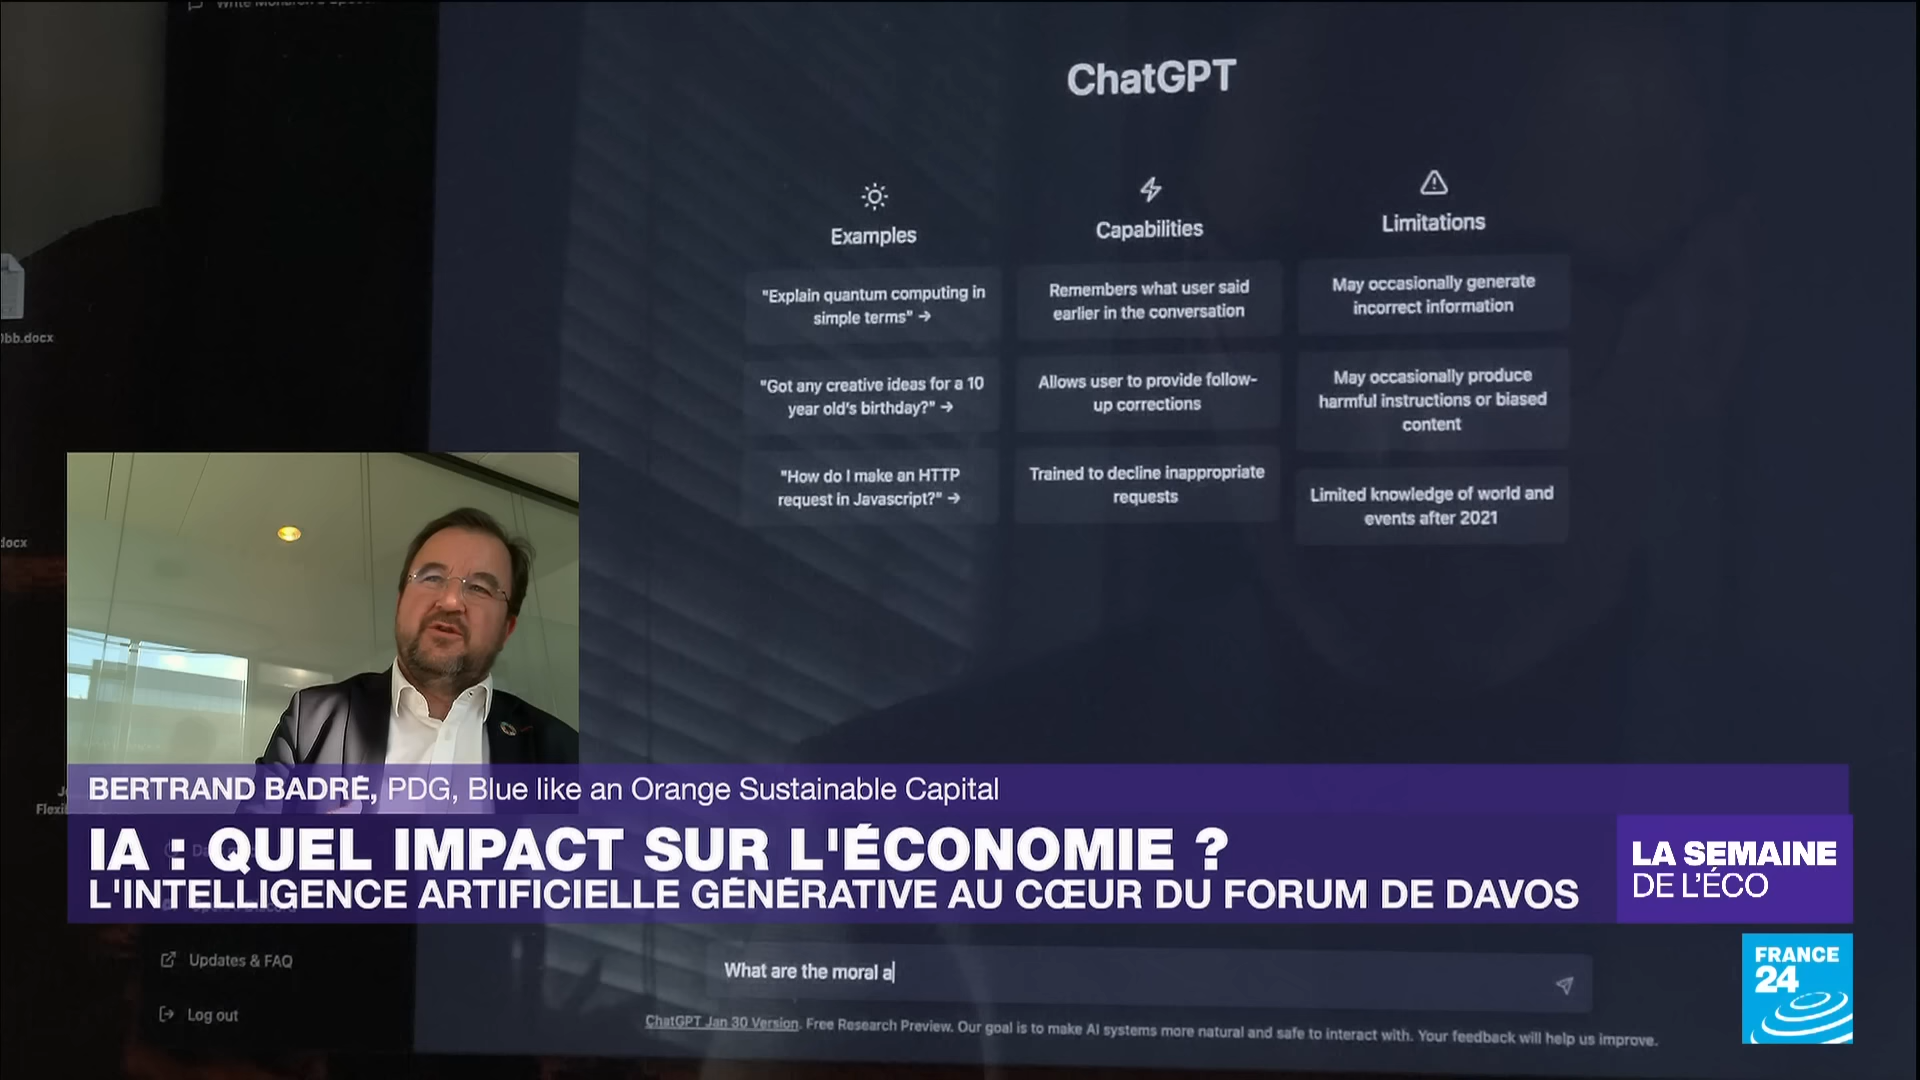 ChatGPT
Examples
Capabilities
Limitations
"Explain quantum computing in
simple terms" →
Remembers what user said
earlier in the conversation
May occasionally generate
incorrect information
"Got any creative ideas for a 10
year old's birthday?" →
Allows user to provide follow-
up corrections
May occasionally produce
harmful instructions or biased
content
"How do I make an HTTP
request in Javascript?" →
Trained to decline inappropriate
requests
Limited knowledge of world and
events after 2021
BERTRAND BADRÉ, PDG, Blue like an Orange Sustainable Capital
IA : QUEL IMPACT SUR L'ÉCONOMIE ?
L'INTELLIGENCE ARTIFICIELLE GÉNÉRATIVE AU CŒUR DU FORUM DE DAVOS
LA SEMAINE
DE L'ÉCO
Updates & FAQ
Log out
What are the moral a
ChatGPT Jan 30 Version. Free Research Preview. Our goal is to make AI systems more natural and safe to interact with. Your feedback will help us improve.
FRANCE
24